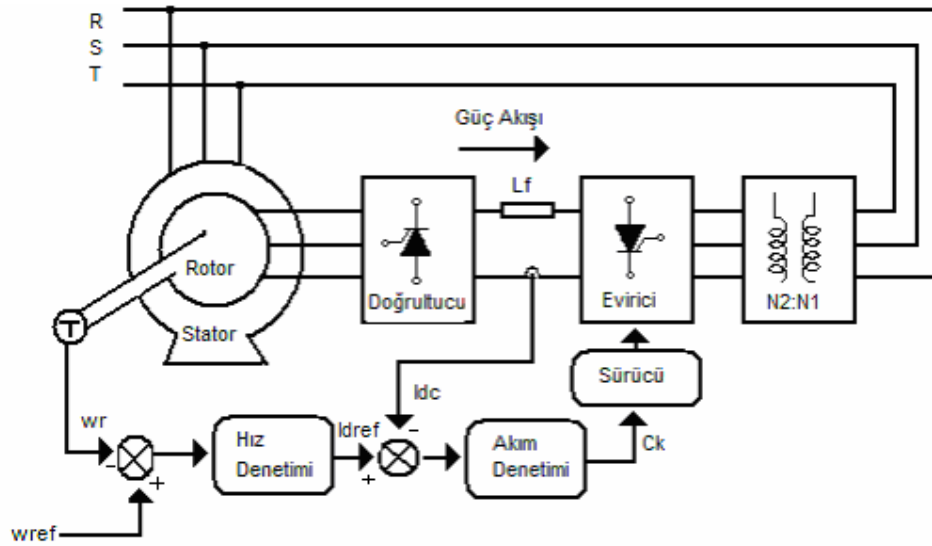 R
S
T
Güç Akışı
Lf
Rotor
Stator
Doğrultucu
Evirici
N2:N1
T
Sürücü
Idc
wr
Hız
Denetimi
Idref
Akım
Denetimi
Ck
-
+
-
+
wref